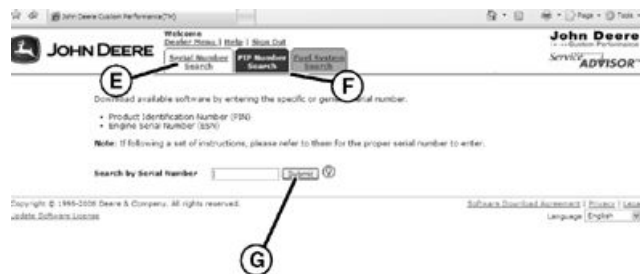 John Deere Custom Performance(TM)
Page
Tools
JOHN DEERE
Welcome
Dealer Menu | Help | Sign Out
Serial Number
Search
PIP Number
Search
Fuel System
Search
John Deere
Custom Performance
Service
ADVISOR™
E
F
Download available software by entering the specific or general serial number.
• Product Identification Number (PIN)
• Engine Serial Number (ESN)
Note: If following a set of instructions, please refer to them for the proper serial number to enter.
Search by Serial Number
Submit
Copyright © 1996-2006 Deere & Company. All rights reserved.
Update Software License
Software Download Agreement | Privacy | Legal
Language English
G